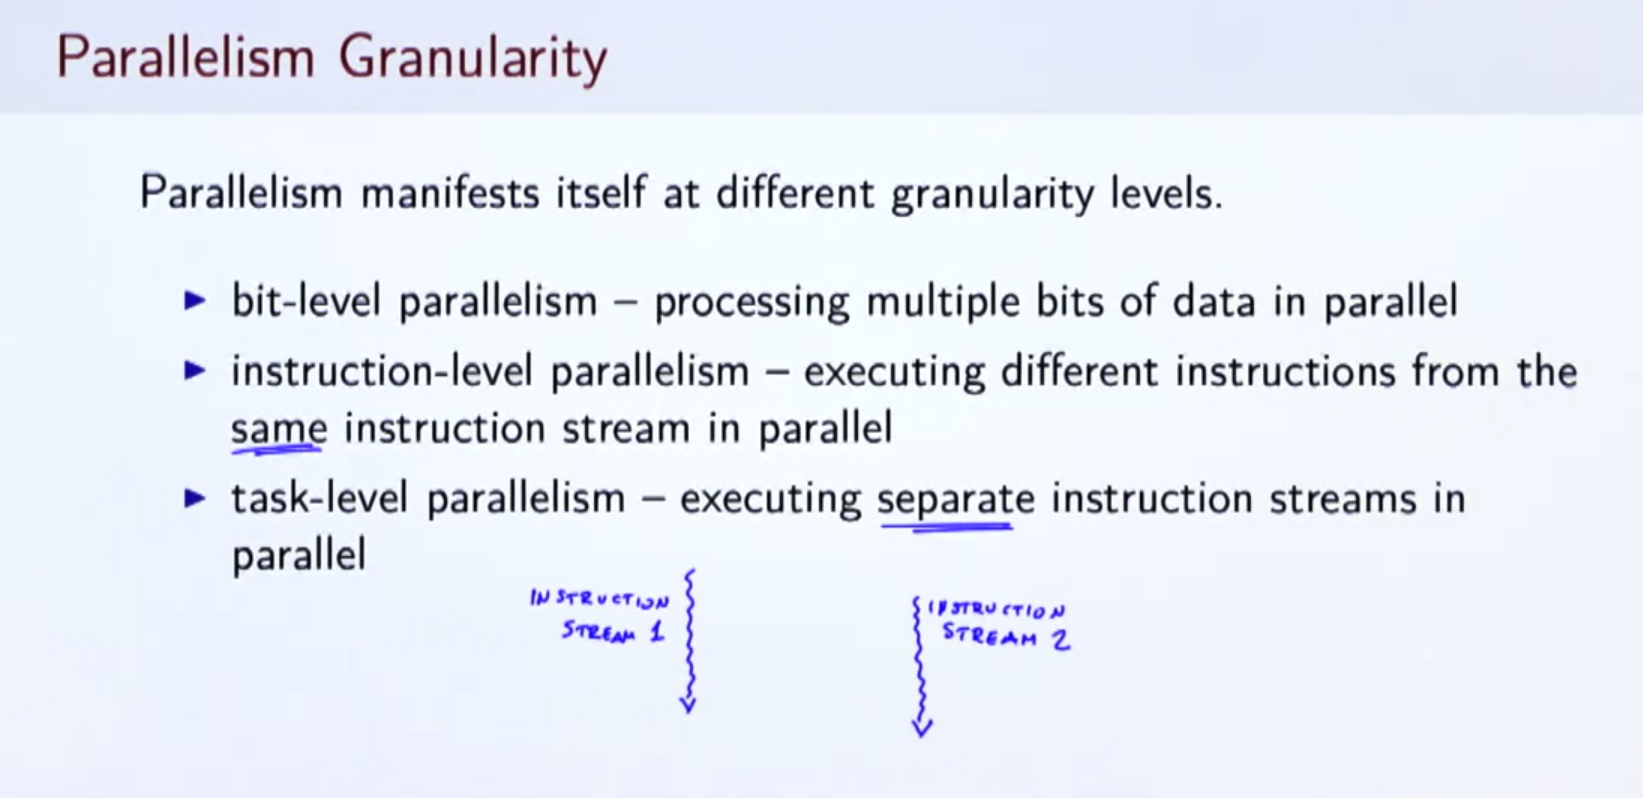 Parallelism Granularity
Parallelism manifests itself at different granularity levels.
▶ bit-level parallelism – processing multiple bits of data in parallel
▶ instruction-level parallelism – executing different instructions from the
same instruction stream in parallel
▶ task-level parallelism – executing separate instruction streams in
parallel
INSTRUCTION
STREAM 1
INSTRUCTION
STREAM 2